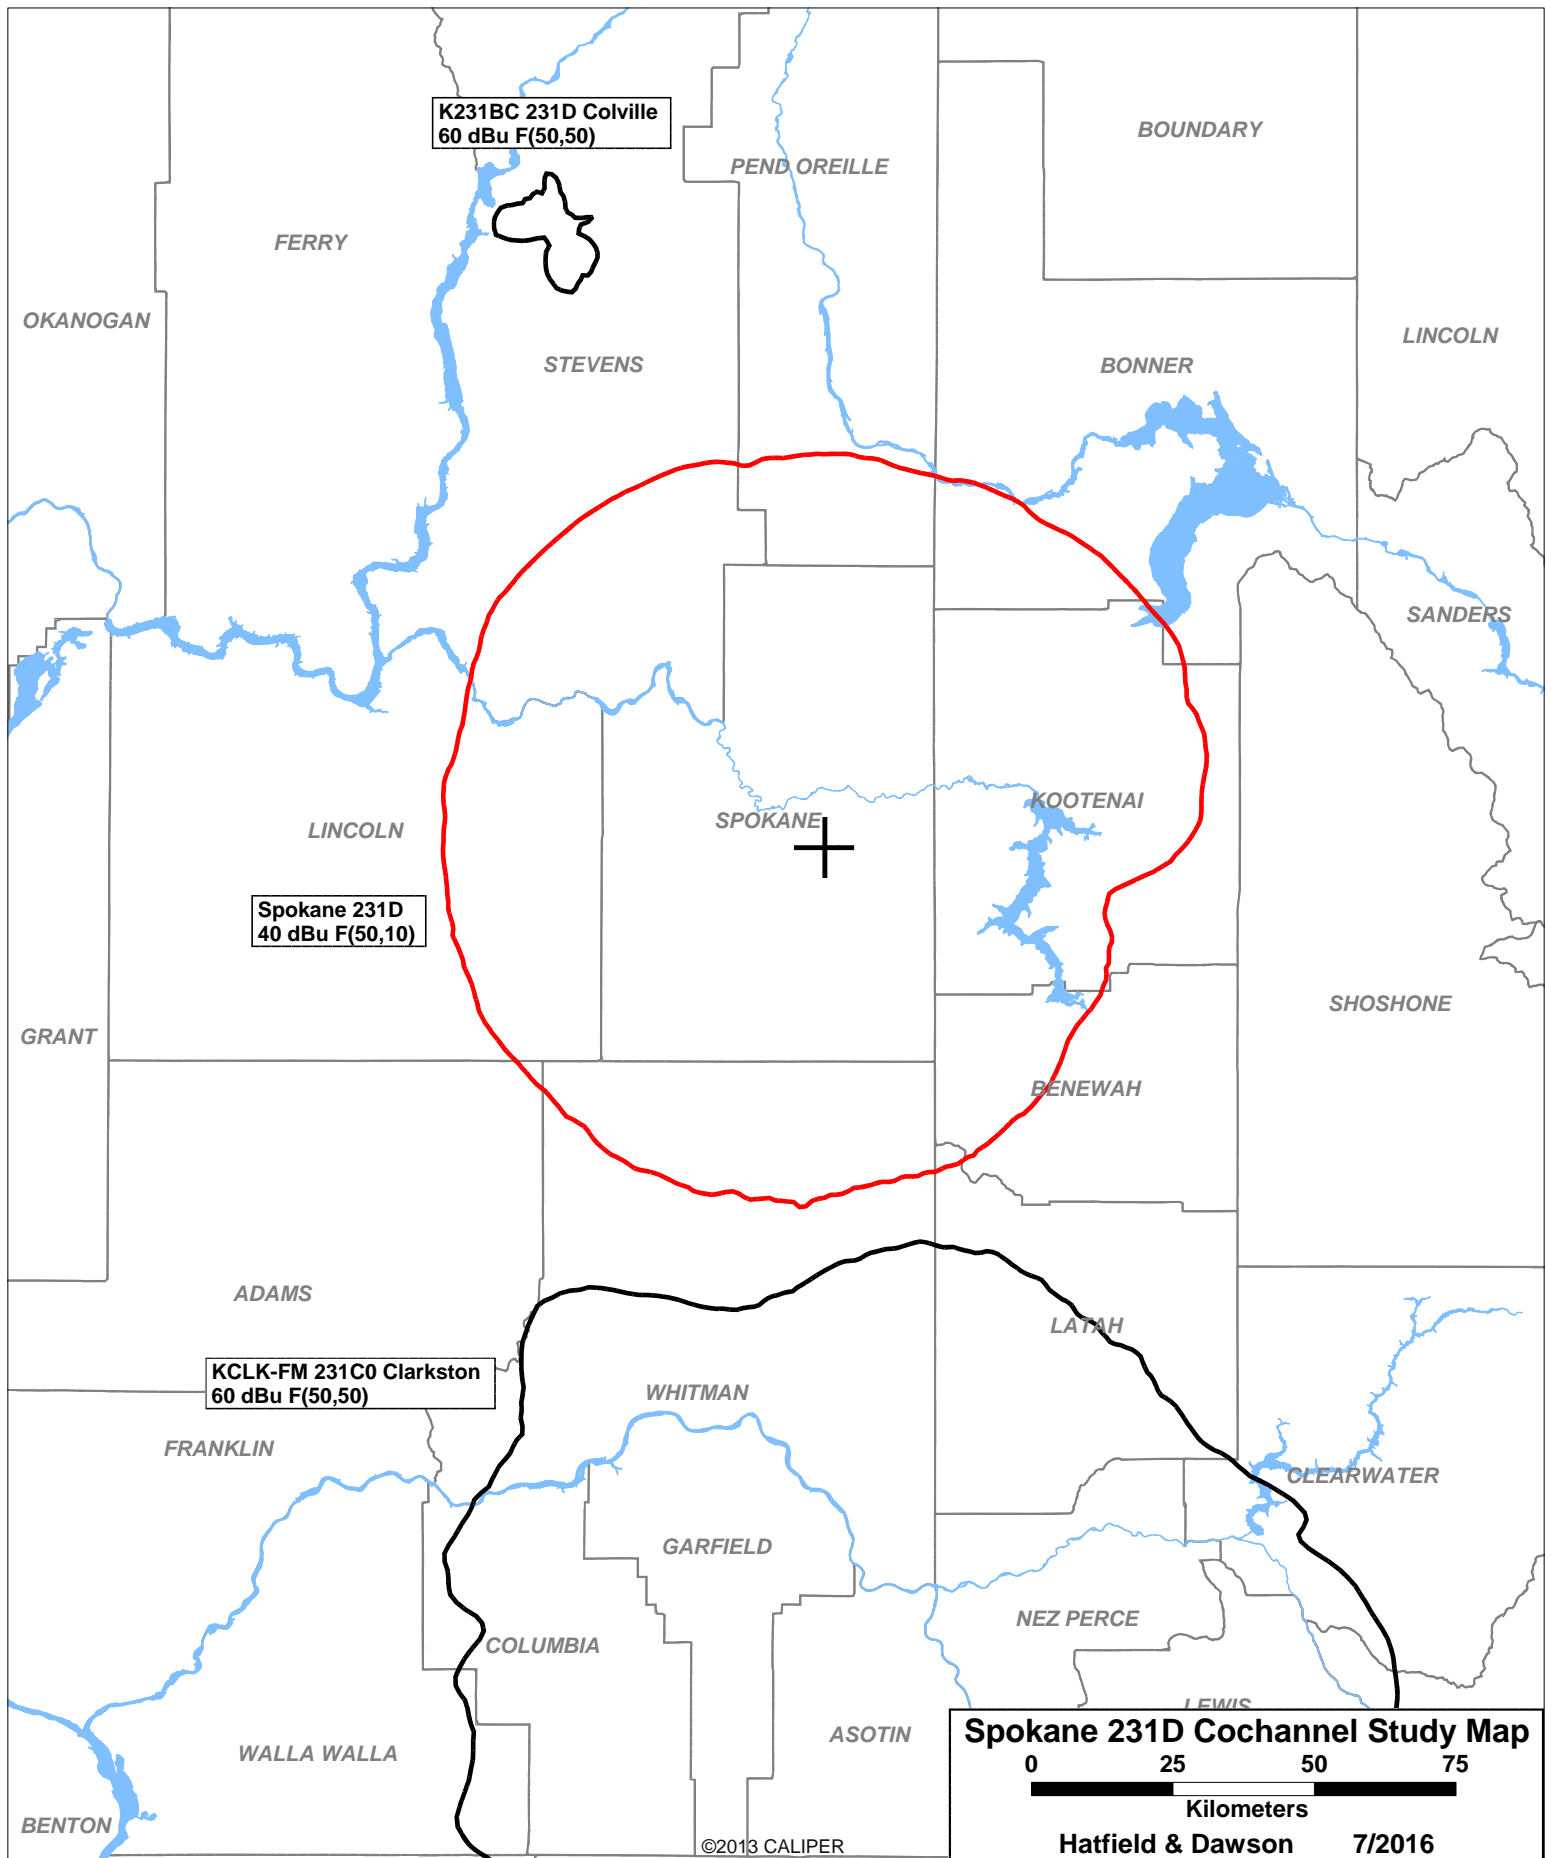 K231BC 231D Colville
60 dBu F(50,50)
BOUNDARY
PEND OREILLE
FERRY
OKANOGAN
LINCOLN
STEVENS
BONNER
SANDERS
KOOTENAI
SPOKANE
LINCOLN
Spokane 231D
40 dBu F(50,10)
SHOSHONE
GRANT
BENEWAH
ADAMS
LATAH
KCLK-FM 231C0 Clarkston
60 dBu F(50,50)
WHITMAN
FRANKLIN
CLEARWATER
GARFIELD
NEZ PERCE
COLUMBIA
LEWIS
ASOTIN
WALLA WALLA
BENTON
©2013 CALIPER
Spokane 231D Cochannel Study Map
0 25 50 75
Kilometers
Hatfield & Dawson 7/2016